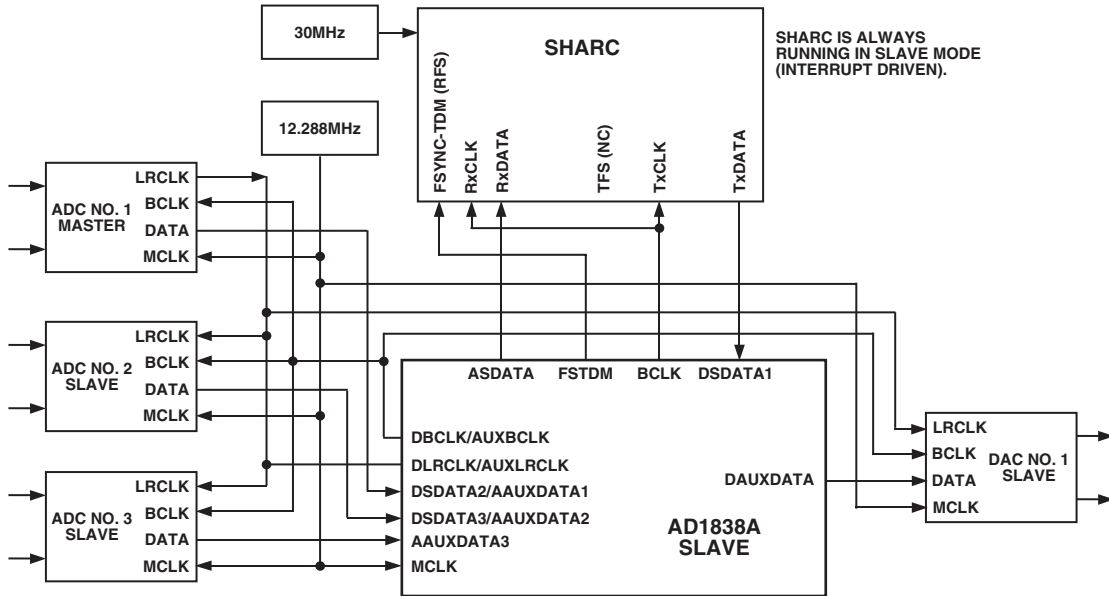 30MHz
SHARC
SHARC IS ALWAYS
RUNNING IN SLAVE MODE
(INTERRUPT DRIVEN).
FSYNC-TDM (RFS)
RxCLK
RxDATA
TFS (NC)
TxCLK
TxDATA
12.288MHz
ADC NO. 1
MASTER
LRCLK
BCLK
DATA
MCLK
ADC NO. 2
SLAVE
LRCLK
BCLK
DATA
MCLK
ADC NO. 3
SLAVE
LRCLK
BCLK
DATA
MCLK
ASDATA
FSTDM
BCLK
DSDATA1
DBCLK/AUXBCLK
DLRCLK/AUXLRCLK
DSDATA2/AAUXDATA1
DSDATA3/AAUXDATA2
AAUXDATA3
MCLK
DAUXDATA
AD1838A
SLAVE
LRCLK
BCLK
DATA
MCLK
DAC NO. 1
SLAVE